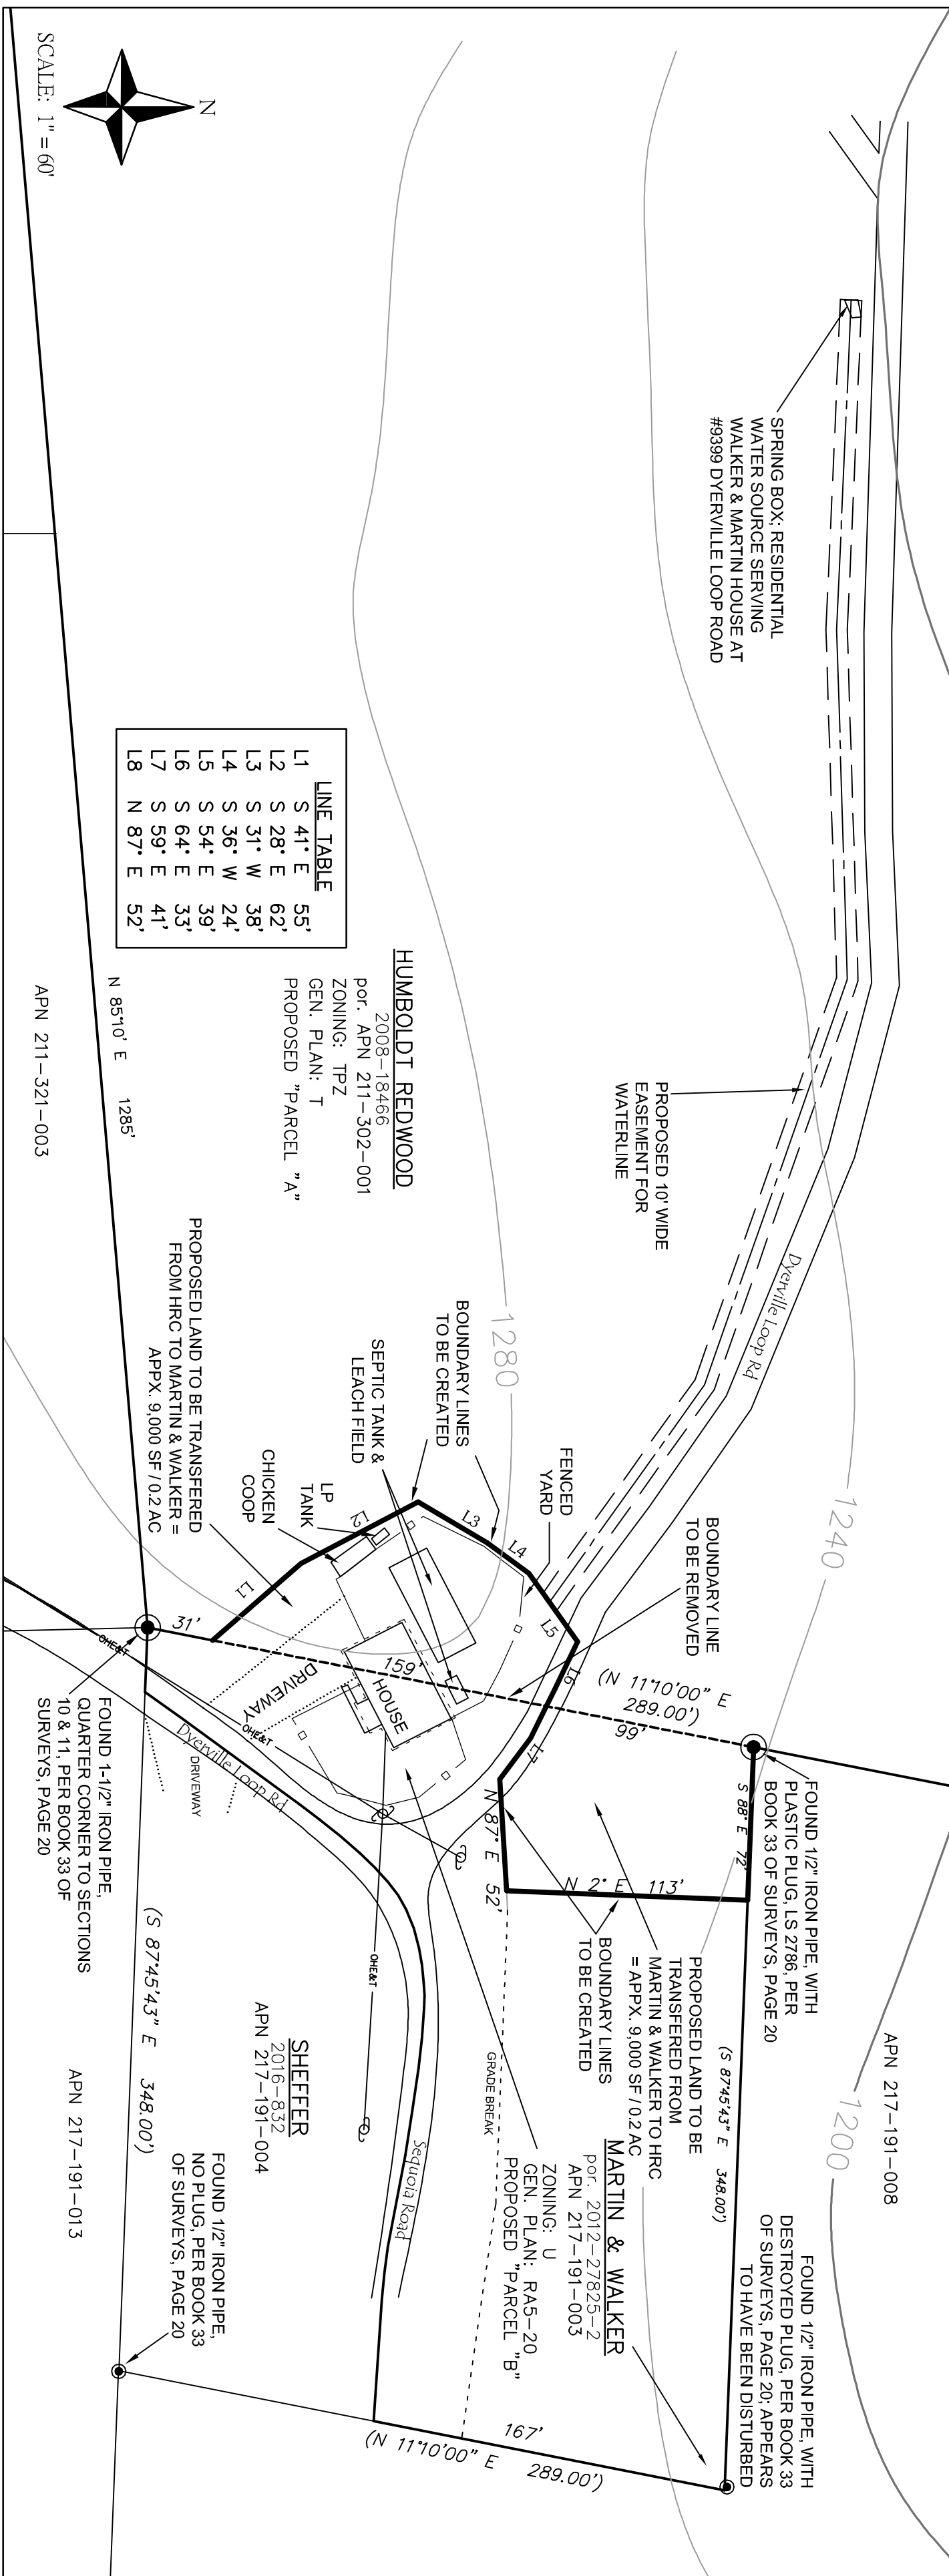 N
SCALE: 1" = 60'
SPRING BOX; RESIDENTIAL
WATER SOURCE SERVING
WALKER & MARTIN HOUSE AT
#9399 DYERVILLE LOOP ROAD
LINE TABLE
L1 S 41° E 55'
L2 S 28° E 62'
L3 S 31° W 38'
L4 S 36° W 24'
L5 S 54° E 39'
L6 S 64° E 33'
L7 S 59° E 41'
L8 N 87° E 52'
HUMBOLDT REDWOOD
2008-18466
por. APN 211-302-001
ZONING: TPZ
GEN. PLAN: T
PROPOSED "PARCEL "A"
N 85°10' E 1285'
APN 211-321-003
PROPOSED 10' WIDE
EASEMENT FOR
WATERLINE
Dyerville Loop Rd
1280
1240
1200
BOUNDARY LINES
TO BE CREATED
SEPTIC TANK &
LEACH FIELD
LP
TANK
CHICKEN
COOP
PROPOSED LAND TO BE TRANSFERED
FROM HRC TO MARTIN & WALKER =
APPX. 9,000 SF / 0.2 AC
FENCED
YARD
BOUNDARY LINE
TO BE REMOVED
L1
L2
L3
L4
L5
L6
L7
31'
159'
99'
(N 11°10'00" E
289.00')
HOUSE
DRIVEWAY
OHE&T
OHE&T
OHE&T
Dyerville Loop Rd
DRIVEWAY
FOUND 1-1/2" IRON PIPE,
QUARTER CORNER TO SECTIONS
10 & 11, PER BOOK 33 OF
SURVEYS, PAGE 20
FOUND 1/2" IRON PIPE, WITH
PLASTIC PLUG, LS 2786, PER
BOOK 33 OF SURVEYS, PAGE 20
S 88° E 72'
N 87° E 52'
N 2° E 113'
BOUNDARY LINES
TO BE CREATED
PROPOSED LAND TO BE
TRANSFERED FROM
MARTIN & WALKER TO HRC
= APPX. 9,000 SF / 0.2 AC
(S 87°45'43" E 348.00')
APN 217-191-008
GRADE BREAK
MARTIN & WALKER
por. 2012-27825-2
APN 217-191-003
ZONING: U
GEN. PLAN: RA5-20
PROPOSED "PARCEL "B"
Sequoia Road
SHEFFER
2016-832
APN 217-191-004
(S 87°45'43" E 348.00')
APN 217-191-013
FOUND 1/2" IRON PIPE,
NO PLUG, PER BOOK 33
OF SURVEYS, PAGE 20
FOUND 1/2" IRON PIPE, WITH
DESTROYED PLUG, PER BOOK 33
OF SURVEYS, PAGE 20; APPEARS
TO HAVE BEEN DISTURBED
167'
(N 11°10'00" E 289.00')